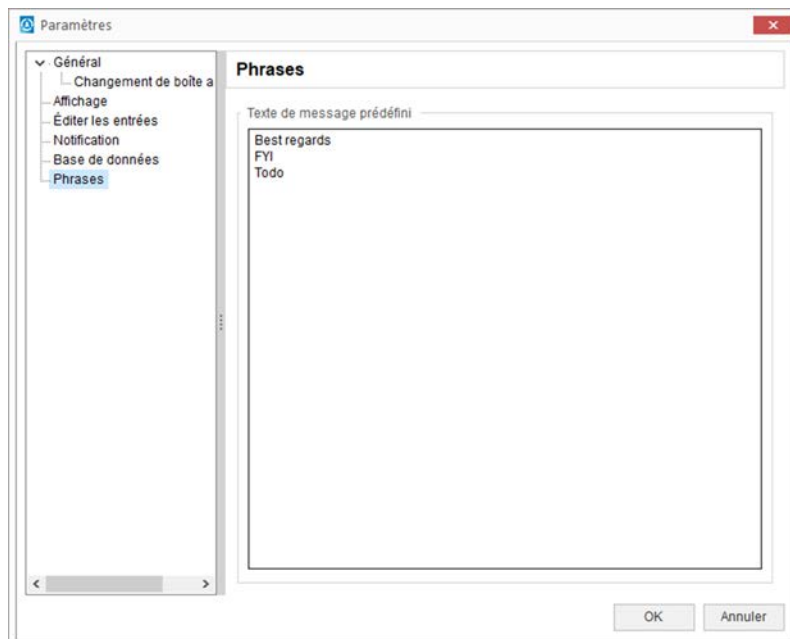 Paramètres
Général
Changement de boîte a
Affichage
Éditer les entrées
Notification
Base de données
Phrases
Phrases
Texte de message prédéfini
Best regards
FYI
Todo
OK
Annuler